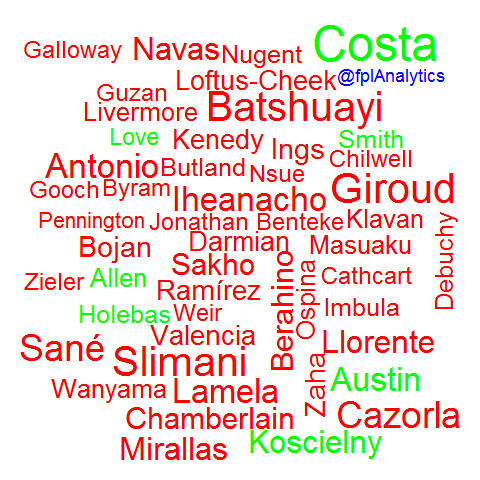 Costa
Galloway Navas Nugent
@fplAnalytics
Loftus-Cheek
Guzan
Livermore Batshuayi
Love Kenedy Ings Smith
Chilwell
Antonio Butland Nsue
Gooch Byram Iheanacho Giroud
Pennington Jonathan Benteke Klavan
Bojan Darmian Masuaku Debuchy
Sakho
Zieler Allen Ramírez Berahino Ospina Cathcart
Holebas Weir Imbula
Sané Valencia Llorente
Slimani Zaha
Wanyama Lamela Austin
Chamberlain Cazorla
Mirallas Koscielny